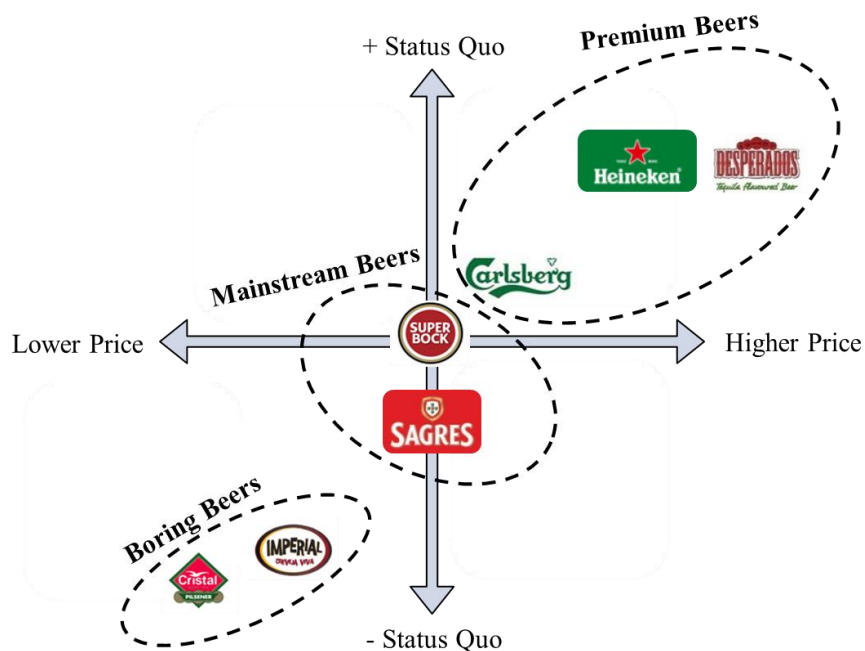 Premium Beers
+ Status Quo
Heineken
DESPERADOS
Tequila Flavoured Beer
Mainstream Beers
Carlsberg
SUPER
BOCK
Lower Price
Higher Price
SAGRES
Boring Beers
IMPERIAL
CERVEJA VIVA
Cristal
PILSENER
- Status Quo